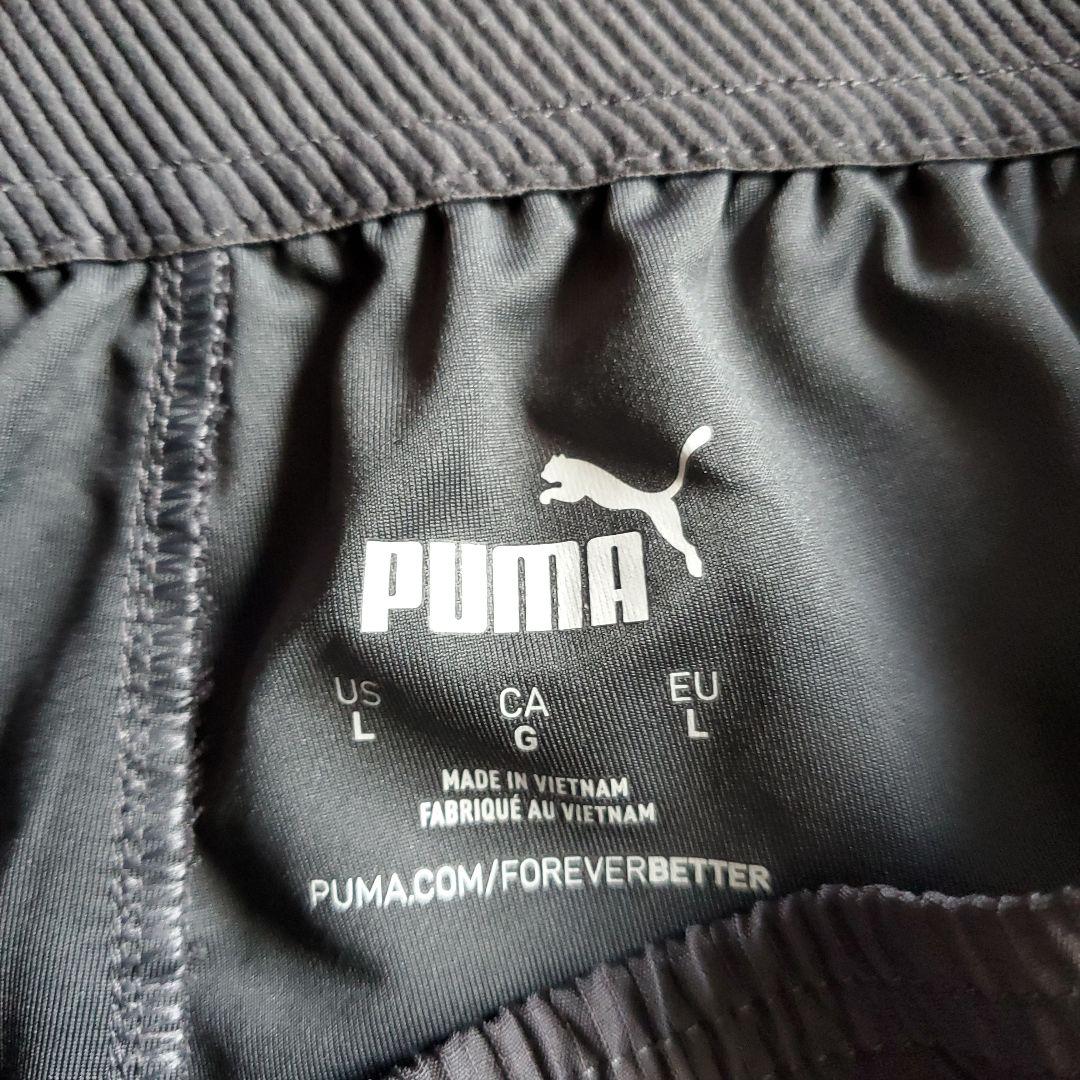 PUMA
US CA EU
L G L
MADE IN VIETNAM
FABRIQUÉ AU VIETNAM
PUMA.COM/FOREVERBETTER